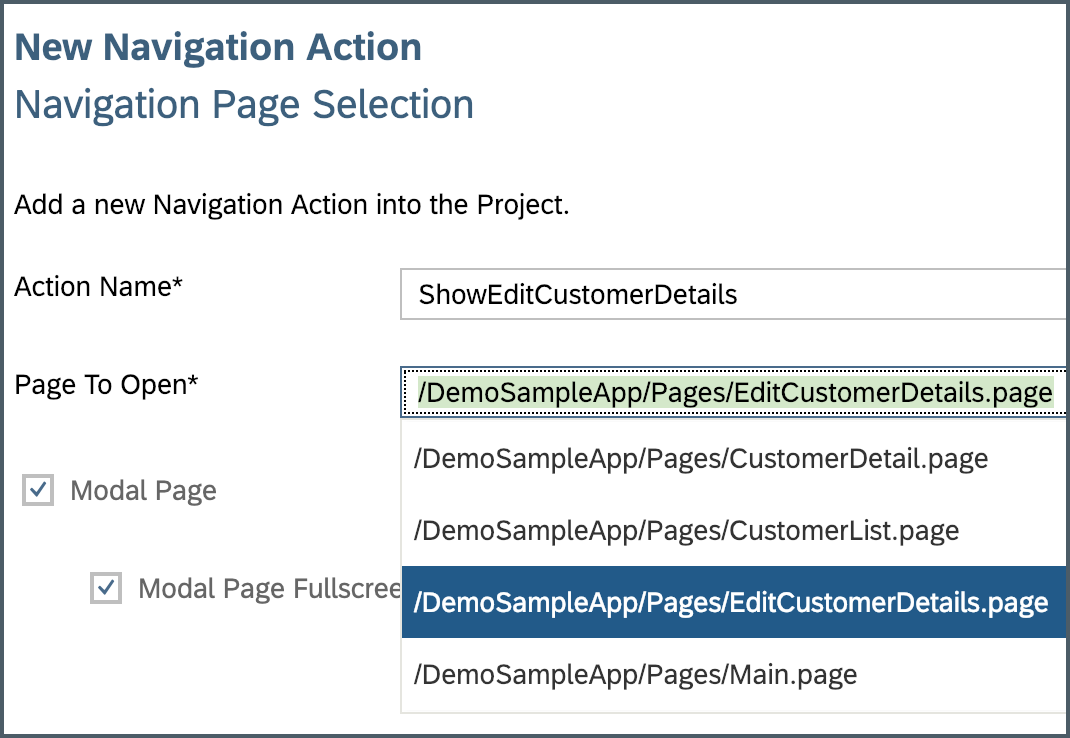 New Navigation Action
Navigation Page Selection
Add a new Navigation Action into the Project.
Action Name*
ShowEditCustomerDetails
Page To Open*
/DemoSampleApp/Pages/EditCustomerDetails.page
/DemoSampleApp/Pages/CustomerDetail.page
Modal Page
/DemoSampleApp/Pages/CustomerList.page
Modal Page Fullscree
/DemoSampleApp/Pages/EditCustomerDetails.page
/DemoSampleApp/Pages/Main.page